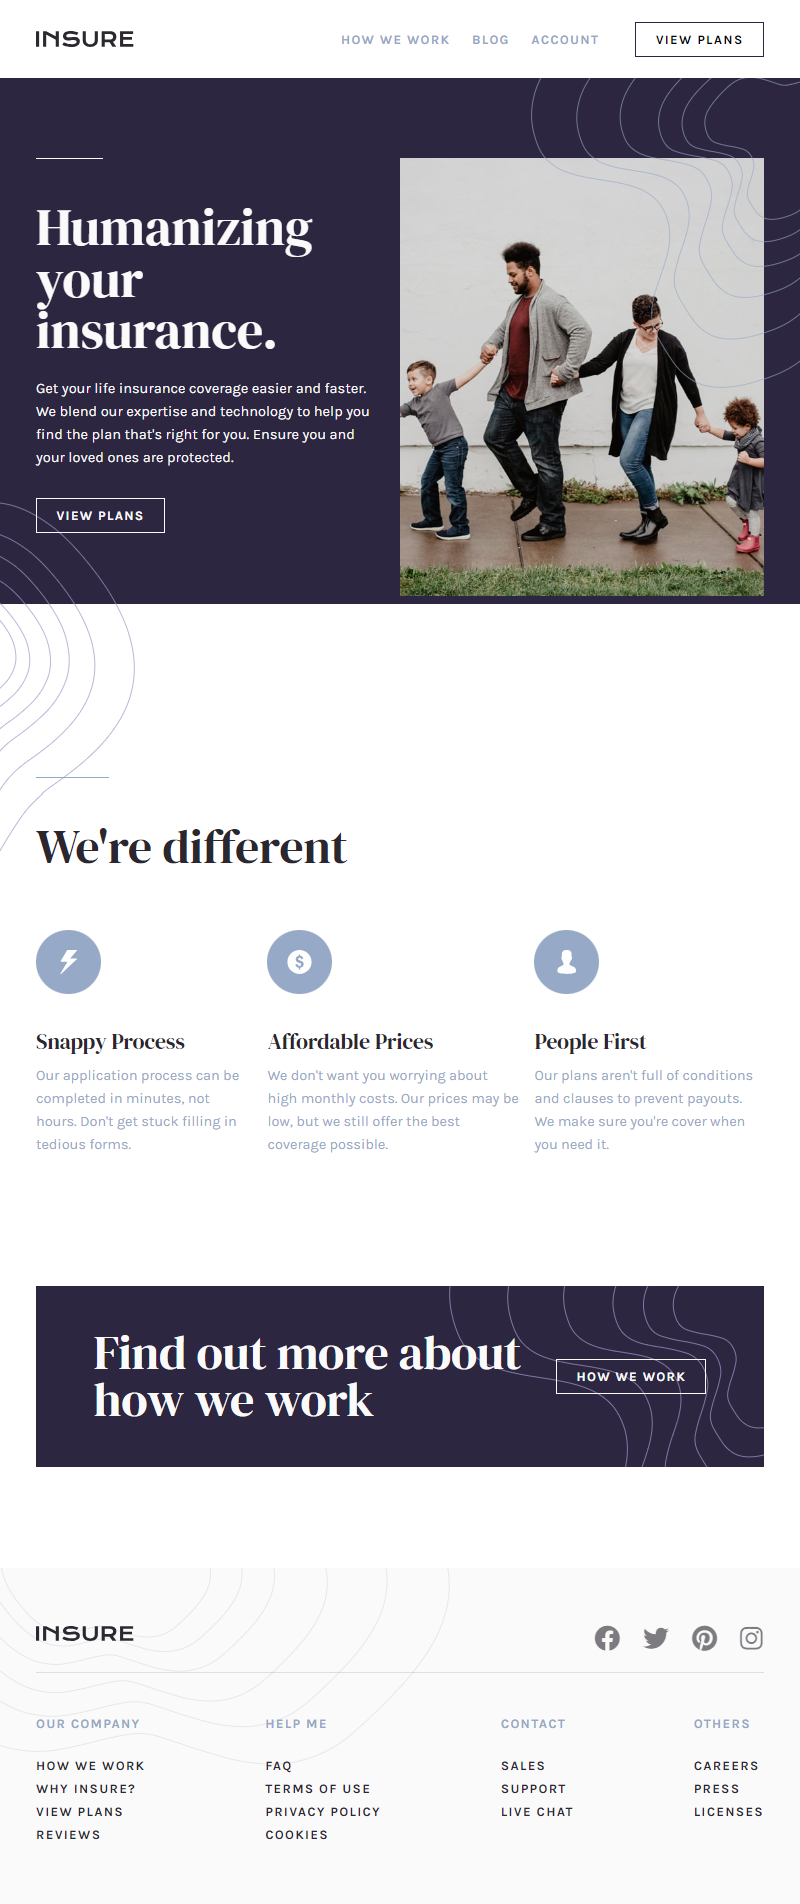 INSURE
HOW WE WORK BLOG ACCOUNT VIEW PLANS
Humanizing
your
insurance.
Get your life insurance coverage easier and faster.
We blend our expertise and technology to help you
find the plan that's right for you. Ensure you and
your loved ones are protected.
VIEW PLANS
We're different
Snappy Process
Our application process can be
completed in minutes, not
hours. Don't get stuck filling in
tedious forms.
Affordable Prices
We don't want you worrying about
high monthly costs. Our prices may be
low, but we still offer the best
coverage possible.
People First
Our plans aren't full of conditions
and clauses to prevent payouts.
We make sure you're cover when
you need it.
Find out more about
how we work
HOW WE WORK
INSURE
OUR COMPANY
HOW WE WORK
WHY INSURE?
VIEW PLANS
REVIEWS
HELP ME
FAQ
TERMS OF USE
PRIVACY POLICY
COOKIES
CONTACT
SALES
SUPPORT
LIVE CHAT
OTHERS
CAREERS
PRESS
LICENSES